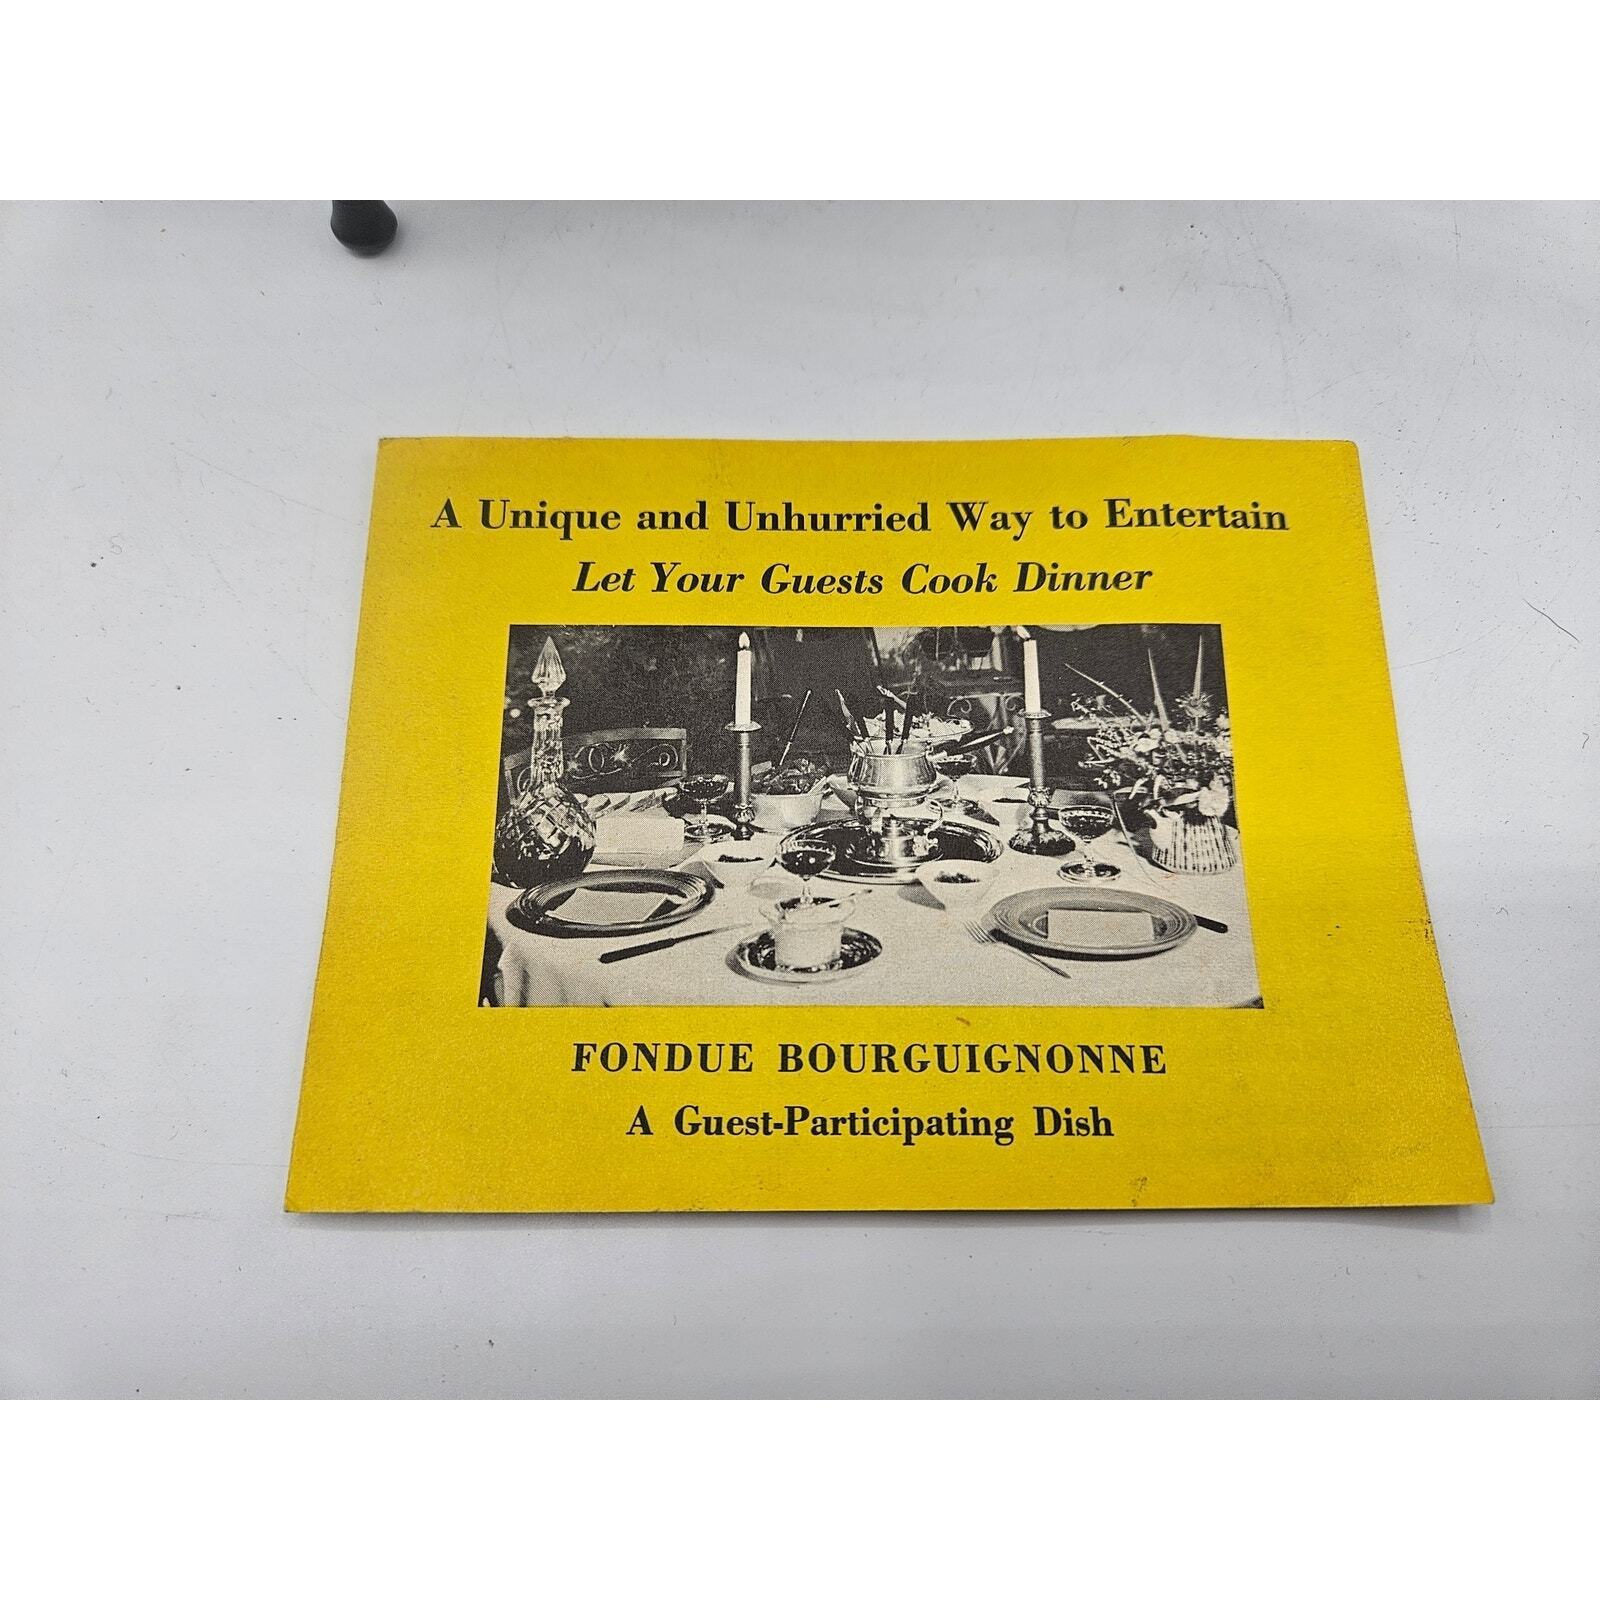 A Unique and Unhurried Way to Entertain
Let Your Guests Cook Dinner
FONDUE BOURGUIGNONNE
A Guest-Participating Dish